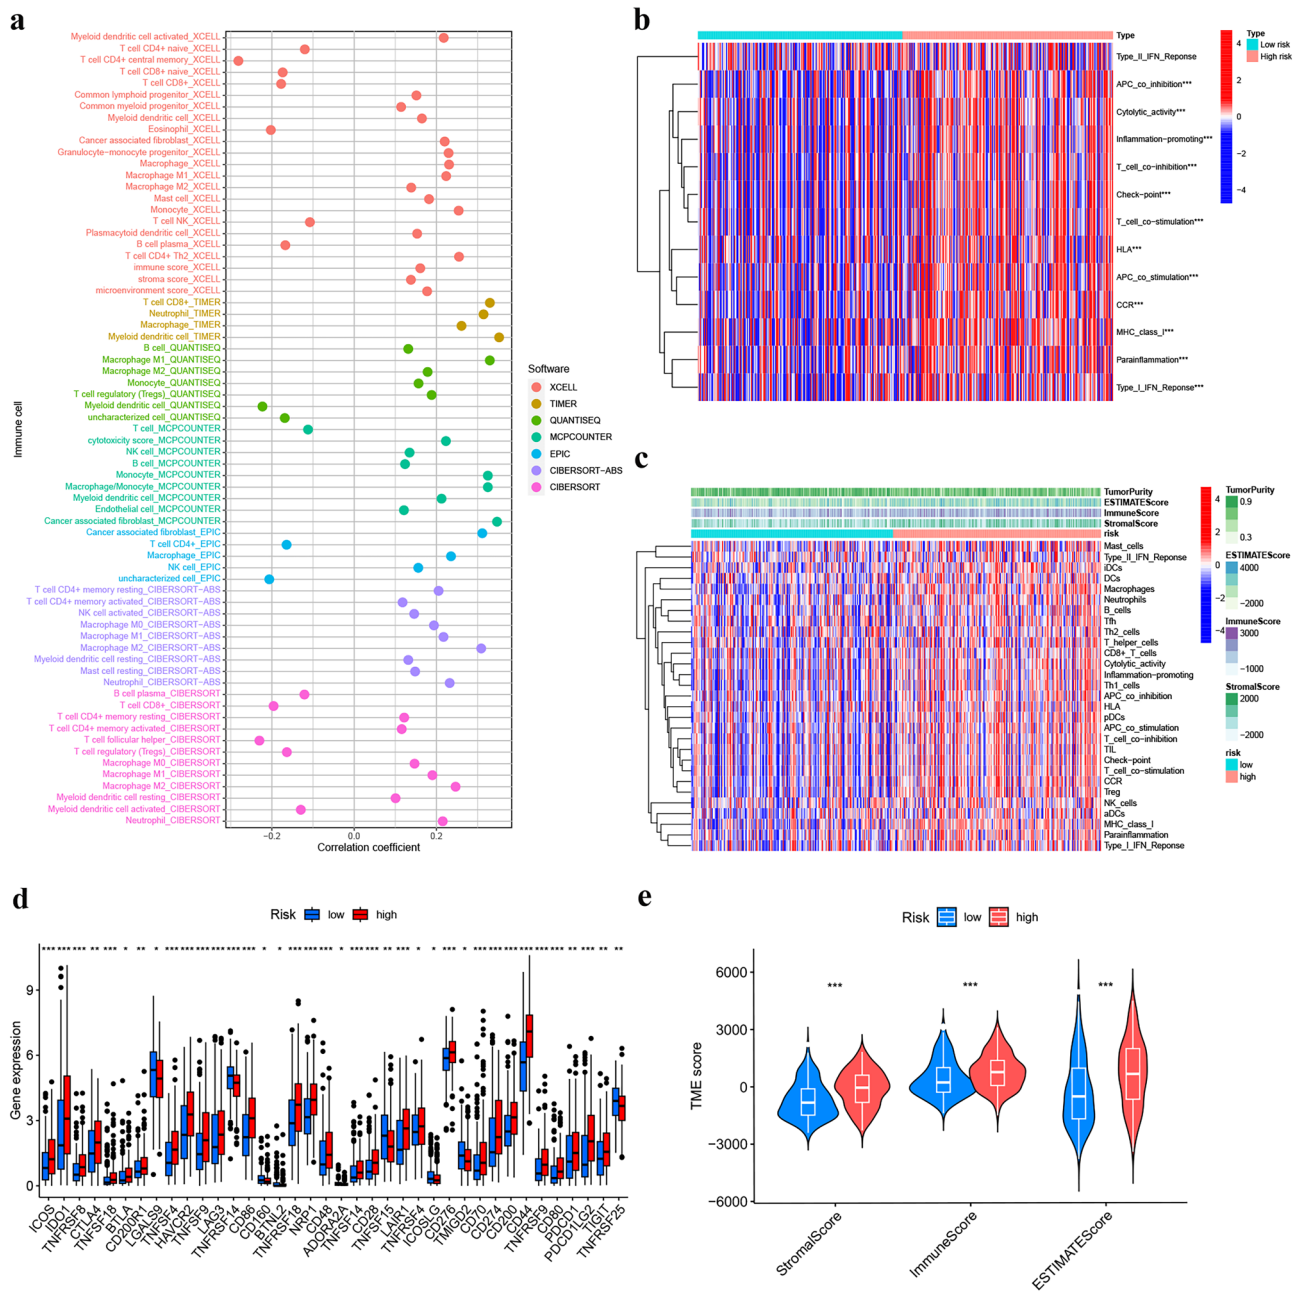 a
Myeloid dendritic cell activated_XCELL
T cell CD4+ naive_XCELL
T cell CD4+ central memory_XCELL
T cell CD8+ naive_XCELL
T cell CD8+_XCELL
Common lymphoid progenitor_XCELL
Common myeloid progenitor_XCELL
Myeloid dendritic cell_XCELL
Eosinophil_XCELL
Cancer associated fibroblast_XCELL
Granulocyte-monocyte progenitor_XCELL
Macrophage_XCELL
Macrophage M1_XCELL
Macrophage M2_XCELL
Mast cell_XCELL
Monocyte_XCELL
T cell NK_XCELL
Plasmacytoid dendritic cell_XCELL
B cell plasma_XCELL
T cell CD4+ Th2_XCELL
immune score_XCELL
stroma score_XCELL
microenvironment score_XCELL
T cell CD8+_TIMER
Neutrophil_TIMER
Macrophage_TIMER
Myeloid dendritic cell_TIMER
B cell_QUANTISEQ
Macrophage M1_QUANTISEQ
Macrophage M2_QUANTISEQ
Monocyte_QUANTISEQ
T cell regulatory (Tregs)_QUANTISEQ
Myeloid dendritic cell_QUANTISEQ
uncharacterized cell_QUANTISEQ
T cell_MCPCOUNTER
cytotoxicity score_MCPCOUNTER
NK cell_MCPCOUNTER
B cell_MCPCOUNTER
Monocyte_MCPCOUNTER
Macrophage/Monocyte_MCPCOUNTER
Myeloid dendritic cell_MCPCOUNTER
Endothelial cell_MCPCOUNTER
Cancer associated fibroblast_MCPCOUNTER
Cancer associated fibroblast_EPIC
T cell CD4+_EPIC
Macrophage_EPIC
NK cell_EPIC
uncharacterized cell_EPIC
T cell CD4+ memory resting_CIBERSORT-ABS
T cell CD4+ memory activated_CIBERSORT-ABS
NK cell activated_CIBERSORT-ABS
Macrophage M0_CIBERSORT-ABS
Macrophage M1_CIBERSORT-ABS
Macrophage M2_CIBERSORT-ABS
Myeloid dendritic cell resting_CIBERSORT-ABS
Mast cell resting_CIBERSORT-ABS
Neutrophil_CIBERSORT-ABS
B cell plasma_CIBERSORT
T cell CD8+_CIBERSORT
T cell CD4+ memory resting_CIBERSORT
T cell CD4+ memory activated_CIBERSORT
T cell follicular helper_CIBERSORT
T cell regulatory (Tregs)_CIBERSORT
Macrophage M0_CIBERSORT
Macrophage M1_CIBERSORT
Macrophage M2_CIBERSORT
Myeloid dendritic cell resting_CIBERSORT
Myeloid dendritic cell activated_CIBERSORT
Neutrophil_CIBERSORT
Immune cell
-0.2 0.0 0.2
Correlation coefficient
Software
XCELL
TIMER
QUANTISEQ
MCPCOUNTER
EPIC
CIBERSORT-ABS
CIBERSORT
b
Type
Type_II_IFN_Reponse
APC_co_inhibition***
Cytolytic_activity***
Inflammation-promoting***
T_cell_co-inhibition***
Check-point***
T_cell_co-stimulation***
HLA***
APC_co_stimulation***
CCR***
MHC_class_I***
Parainflammation***
Type_I_IFN_Reponse***
4
2
0
-2
-4
Type
Low risk
High risk
c
TumorPurity
ESTIMATEScore
ImmuneScore
StromalScore
risk
Mast_cells
Type_II_IFN_Reponse
iDCs
DCs
Macrophages
Neutrophils
B_cells
Tfh
Th2_cells
T_helper_cells
CD8+_T_cells
Cytolytic_activity
Inflammation-promoting
Th1_cells
APC_co_inhibition
HLA
pDCs
APC_co_stimulation
T_cell_co-inhibition
TIL
Check-point
T_cell_co-stimulation
CCR
Treg
NK_cells
aDCs
MHC_class_I
Parainflammation
Type_I_IFN_Reponse
4
2
0
-2
-4
TumorPurity
0.9
0.3
ESTIMATEScore
4000
-2000
ImmuneScore
3000
-1000
StromalScore
2000
-2000
risk
low
high
d
Risk low high
*** *** *** ** *** * ** * *** *** *** *** *** *** * * *** *** *** * *** *** ** *** * * *** * *** *** *** *** *** *** ** *** ** **
Gene expression
9
6
3
0
ICOS
IDO1
TNFRSF8
CTLA4
TNFSF18
BTLA
CD200R1
LGALS9
TNFSF4
HAVCR2
TNFSF9
LAG3
TNFRSF14
CD86
CD160
BTNL2
TNFRSF18
NRP1
CD48
ADORA2A
TNFSF14
CD28
TNFSF15
LAIR1
TNFRSF4
ICOSLG
CD276
TMIGD2
CD70
CD274
CD200
CD44
TNFRSF9
CD80
PDCD1
PDCD1LG2
TIGIT
TNFRSF25
e
Risk low high
TME score
6000
3000
0
-3000
-6000
*** *** ***
StromalScore
ImmuneScore
ESTIMATEScore